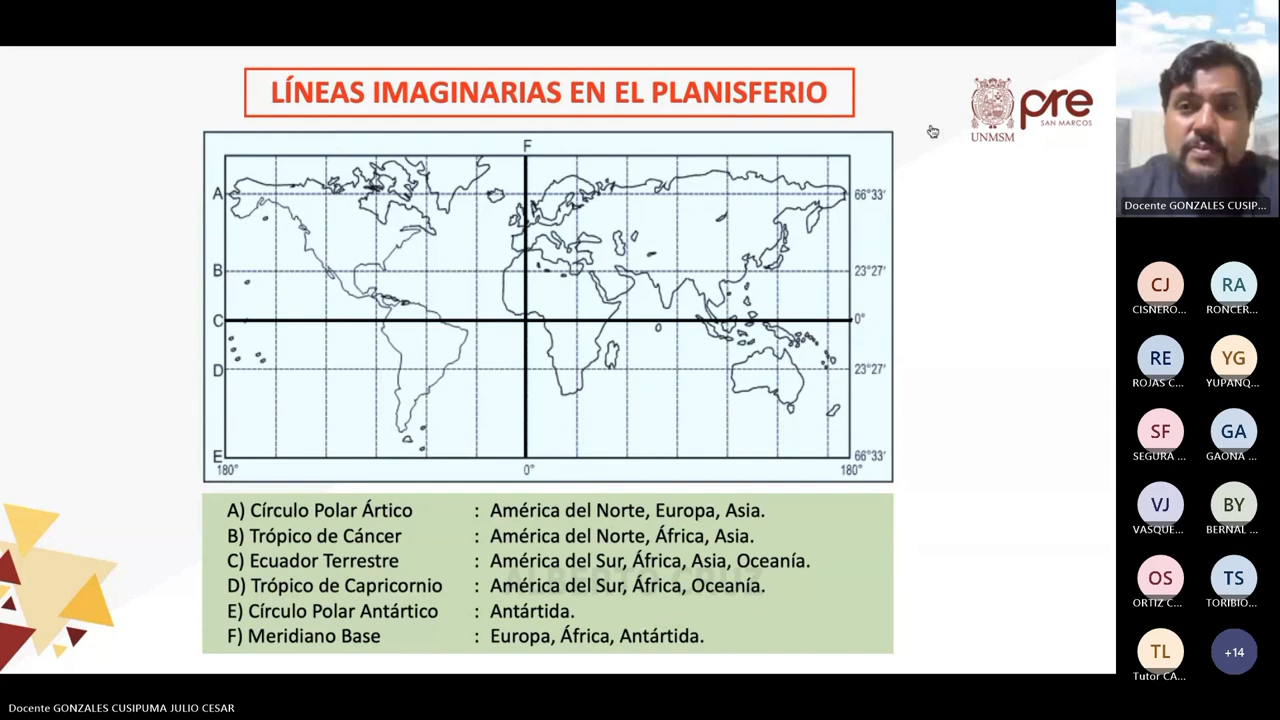 LÍNEAS IMAGINARIAS EN EL PLANISFERIO
UNMSM
pre
SAN MARCOS
F
A
66°33'
B
23°27'
C
0°
D
23°27'
E
66°33'
180°
0°
180°
A) Círculo Polar Ártico : América del Norte, Europa, Asia.
B) Trópico de Cáncer : América del Norte, África, Asia.
C) Ecuador Terrestre : América del Sur, África, Asia, Oceanía.
D) Trópico de Capricornio : América del Sur, África, Oceanía.
E) Círculo Polar Antártico : Antártida.
F) Meridiano Base : Europa, África, Antártida.
Docente GONZALES CUSIP...
CJ
CISNERO...
RA
RONCER...
RE
ROJAS C...
YG
YUPANQ...
SF
SEGURA ...
GA
GAONA ...
VJ
VASQUE...
BY
BERNAL ...
OS
ORTIZ C...
TS
TORIBIO...
TL
Tutor CA...
+14
Docente GONZALES CUSIPUMA JULIO CESAR